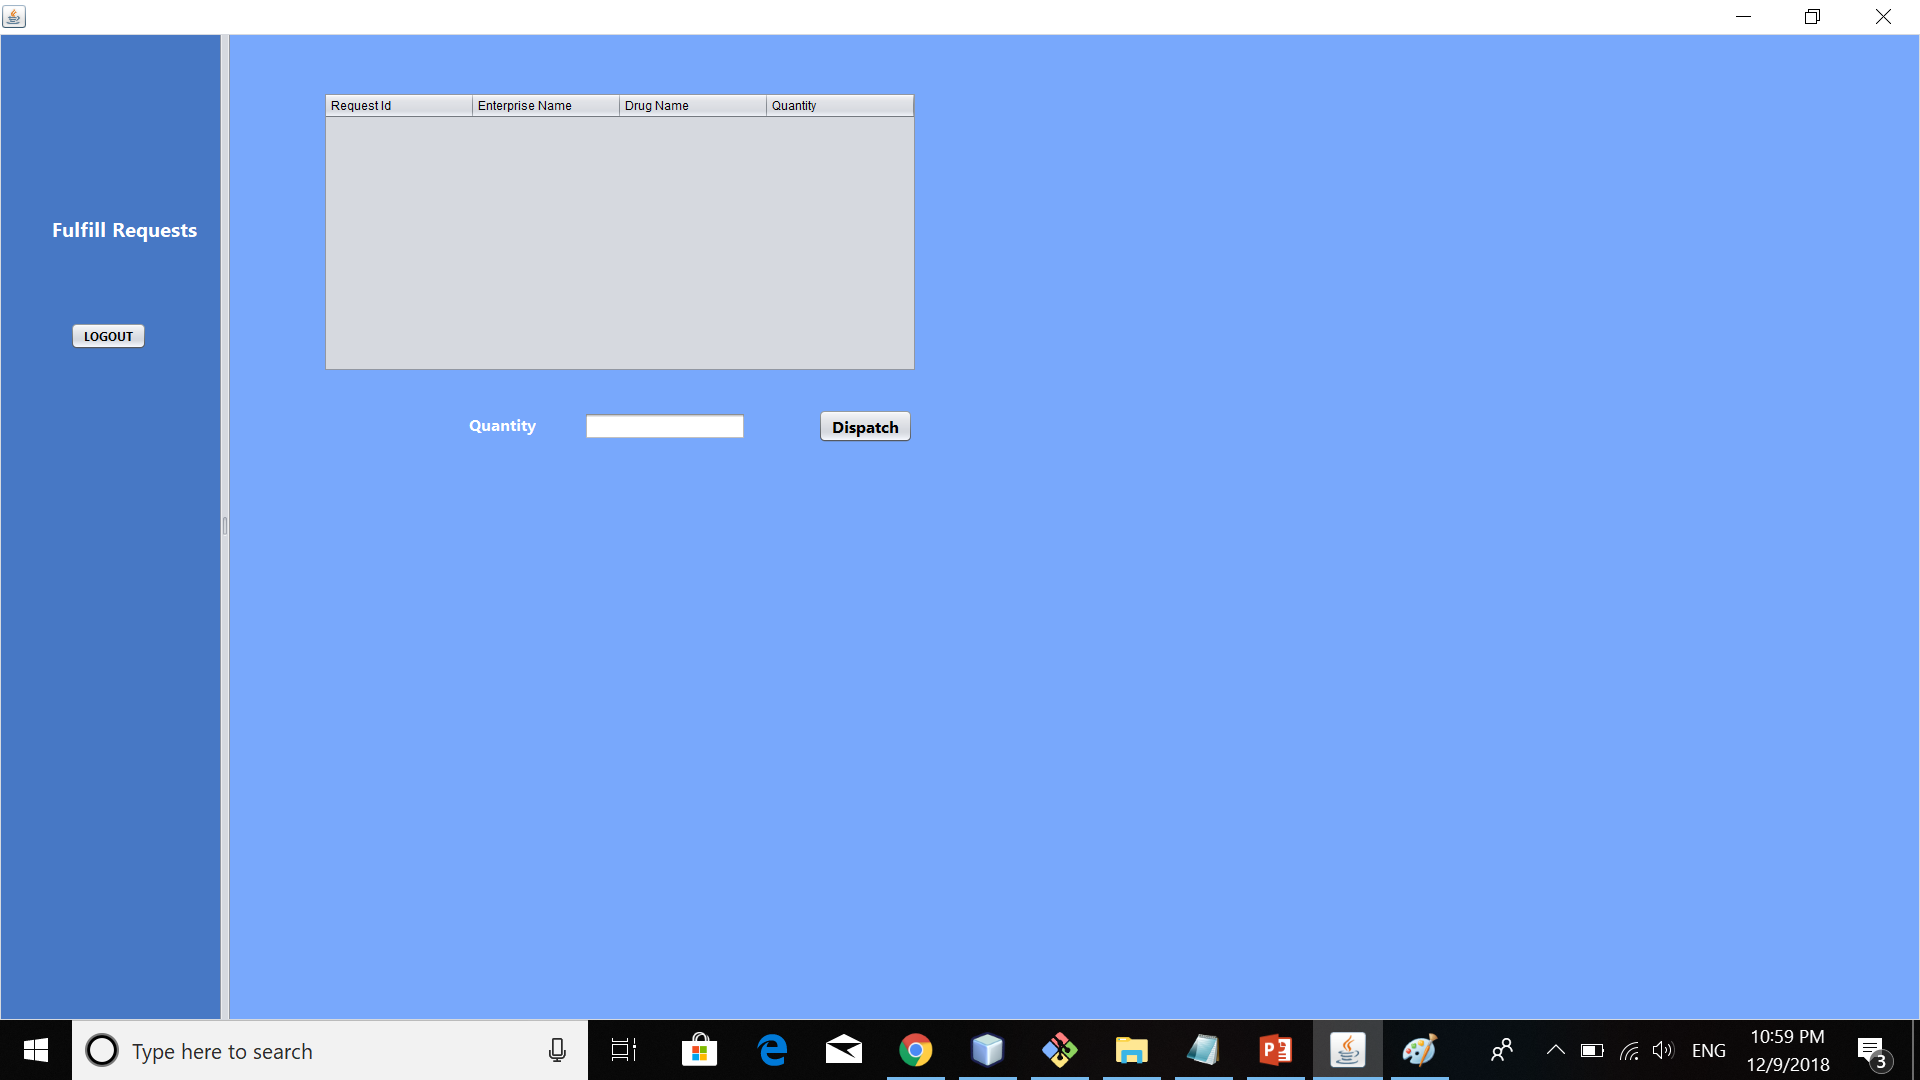 Request Id Enterprise Name Drug Name Quantity
Fulfill Requests
LOGOUT
Quantity Dispatch
Type here to search ENG 10:59 PM
12/9/2018 3